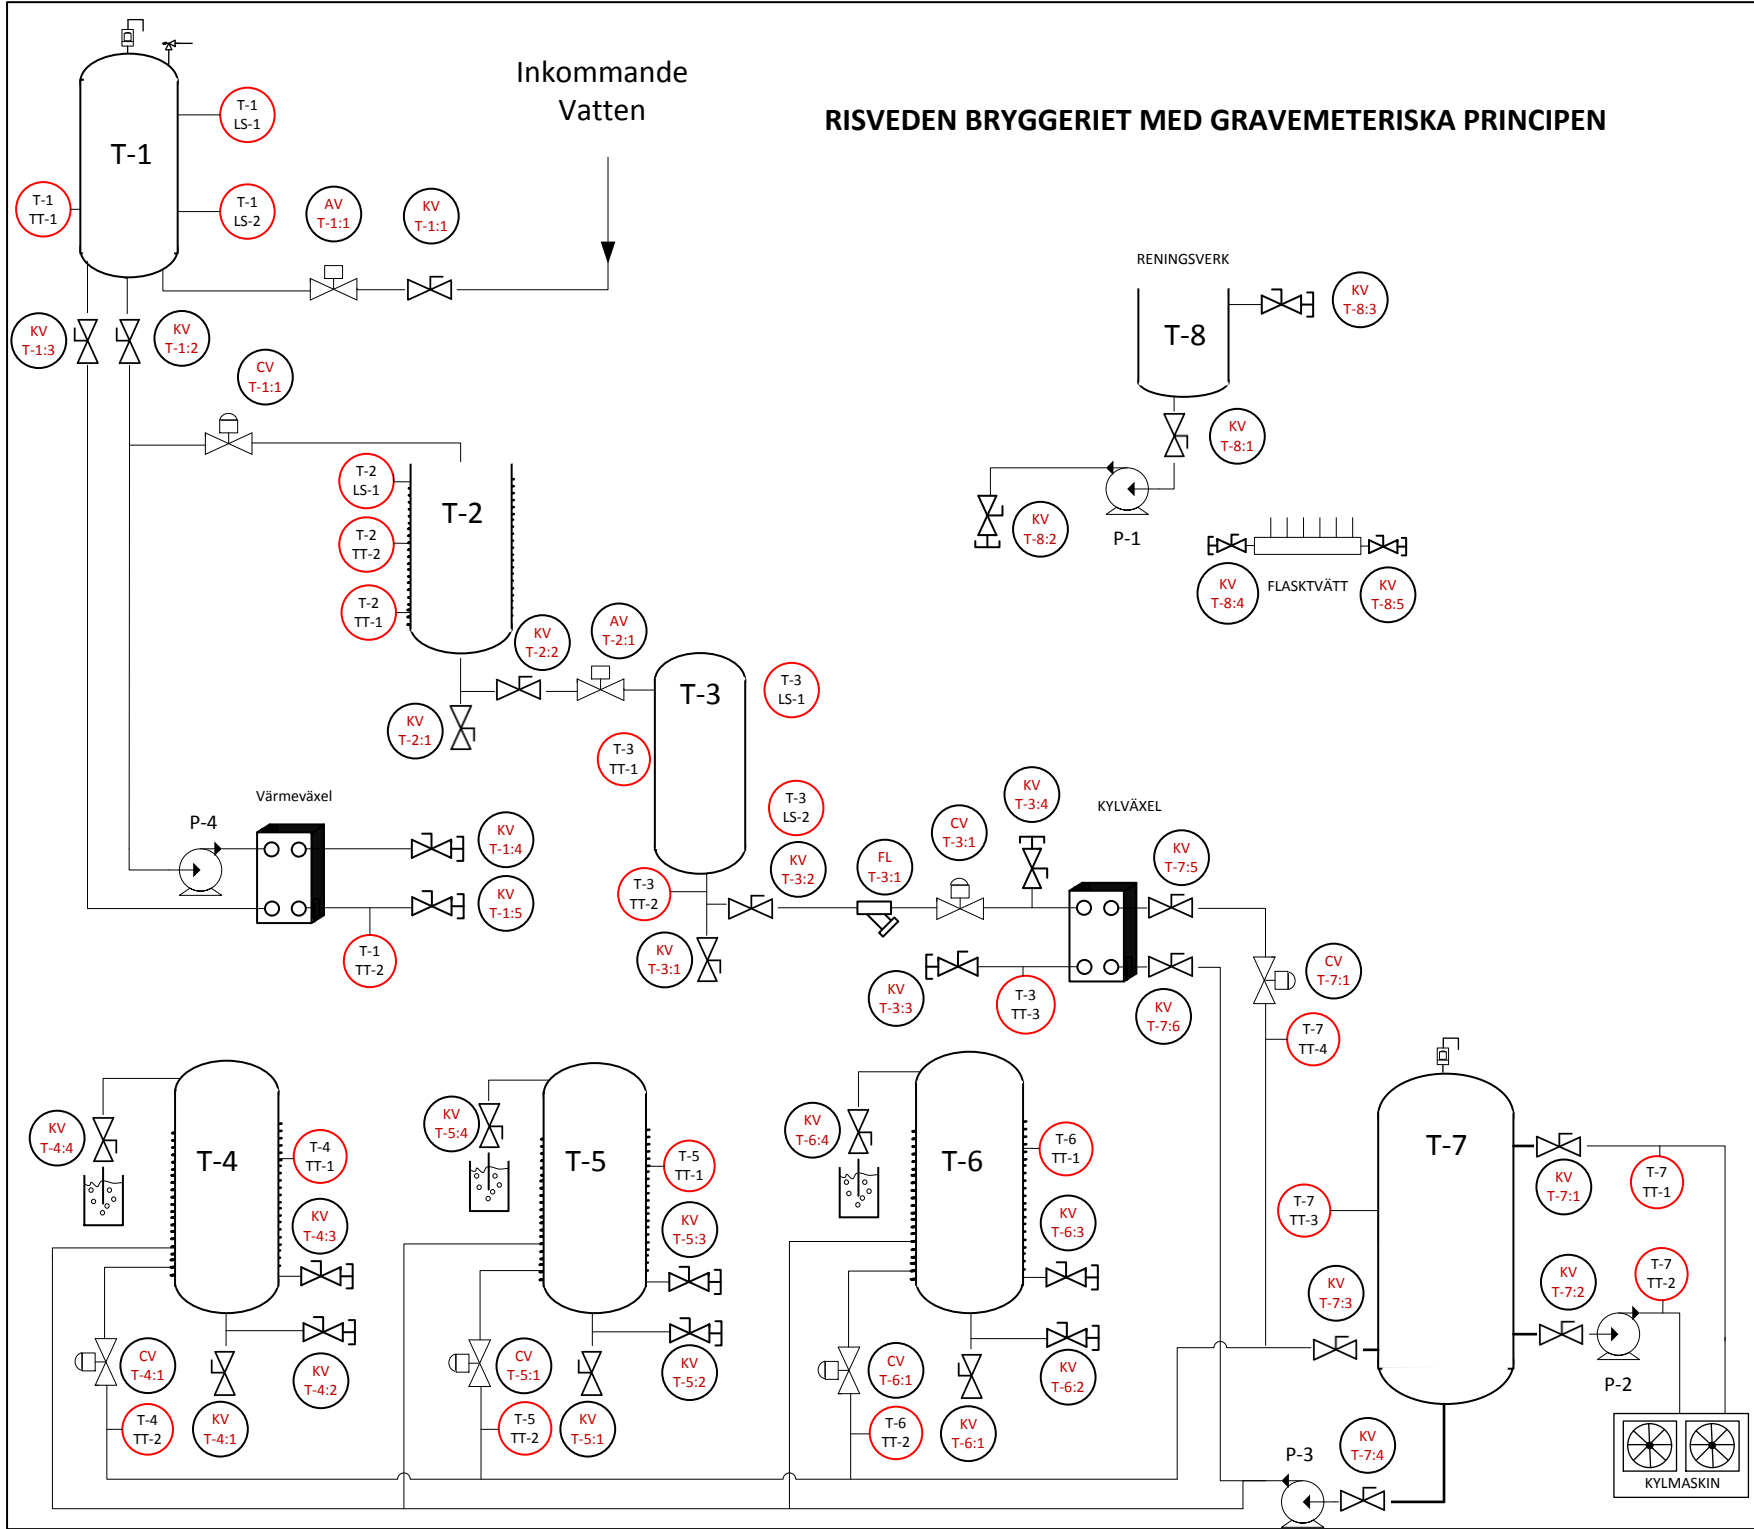 Inkommande
Vatten
RISVEDEN BRYGGERIET MED GRAVEMETERISKA PRINCIPEN
T-1
T-1
LS-1
T-1
TT-1
T-1
LS-2
AV
T-1:1
KV
T-1:1
KV
T-1:3
KV
T-1:2
CV
T-1:1
RENINGSVERK
T-8
KV
T-8:3
KV
T-8:1
KV
T-8:2
P-1
KV
T-8:4
FLASKTVÄTT
KV
T-8:5
T-2
LS-1
T-2
T-2
TT-2
T-2
TT-1
KV
T-2:2
AV
T-2:1
KV
T-2:1
T-3
T-3
LS-1
T-3
TT-1
T-3
LS-2
Värmeväxel
P-4
KV
T-1:4
KV
T-1:5
T-1
TT-2
T-3
TT-2
KV
T-3:2
KV
T-3:1
FL
T-3:1
CV
T-3:1
KV
T-3:4
KYLVÄXEL
KV
T-7:5
KV
T-3:3
T-3
TT-3
KV
T-7:6
CV
T-7:1
T-7
TT-4
KV
T-4:4
T-4
T-4
TT-1
KV
T-4:3
CV
T-4:1
KV
T-4:2
T-4
TT-2
KV
T-4:1
KV
T-5:4
T-5
T-5
TT-1
KV
T-5:3
CV
T-5:1
KV
T-5:2
T-5
TT-2
KV
T-5:1
KV
T-6:4
T-6
T-6
TT-1
KV
T-6:3
CV
T-6:1
KV
T-6:2
T-6
TT-2
KV
T-6:1
T-7
T-7
TT-3
KV
T-7:1
T-7
TT-1
KV
T-7:3
KV
T-7:2
T-7
TT-2
P-2
P-3
KV
T-7:4
KYLMASKIN